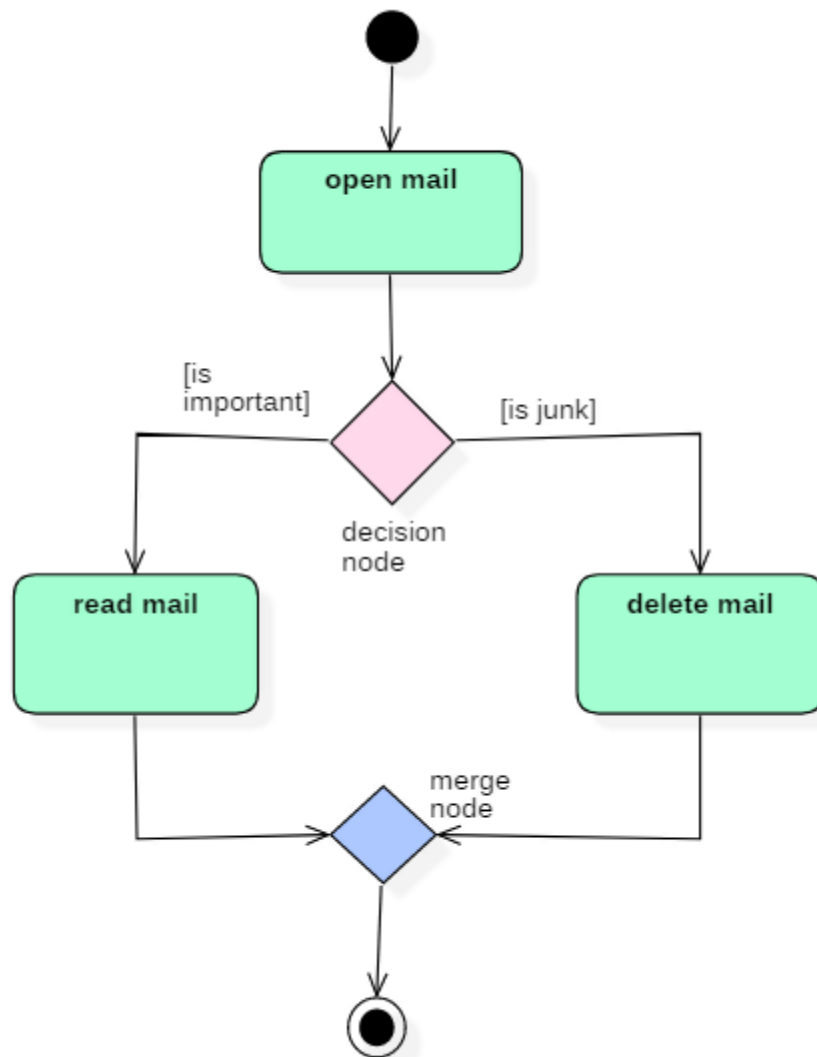 open mail
[is
important]
[is junk]
decision
node
read mail
delete mail
merge
node